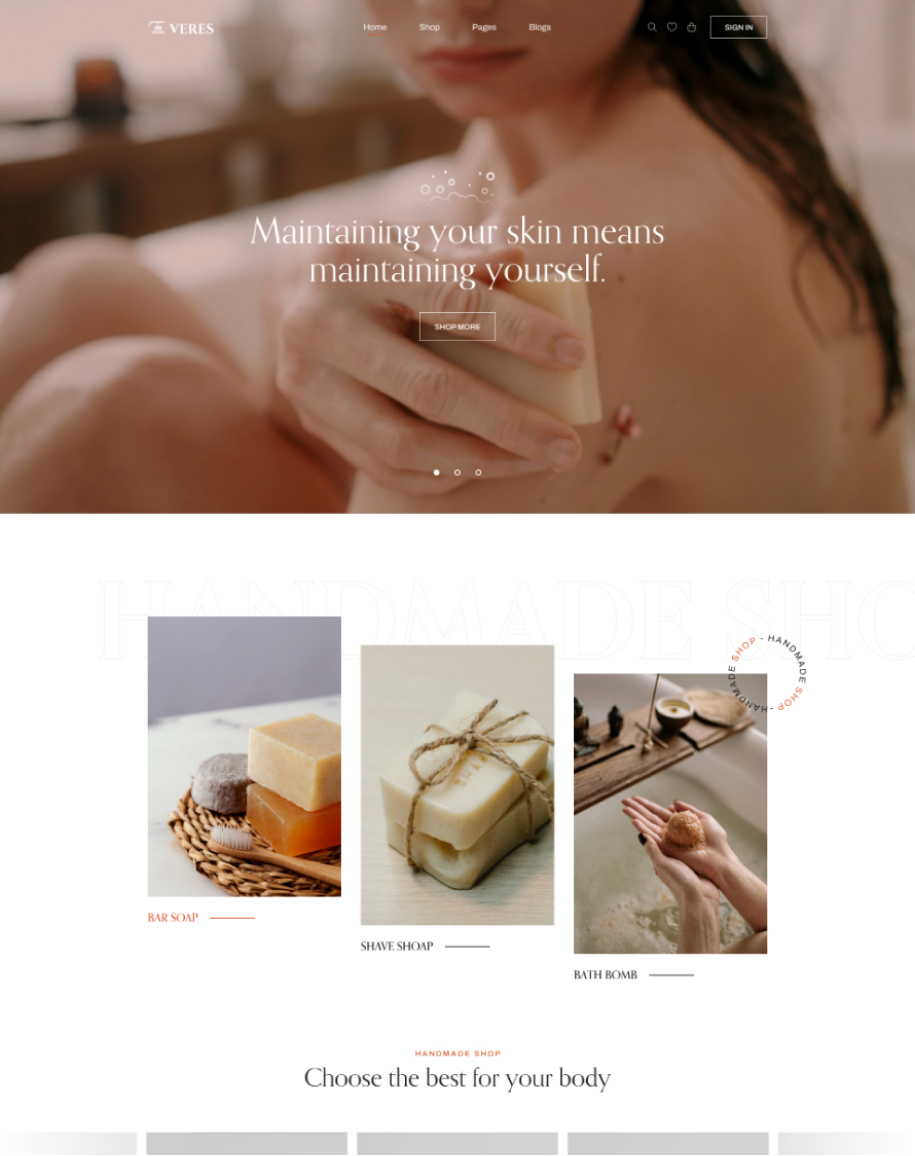 VERES
Home
Shop
Pages
Blogs
SIGN IN
Maintaining your skin means
maintaining yourself.
SHOP MORE
HANDMADE SHO
SHOP - HANDMADE SHOP - HANDMADE
BAR SOAP
SHAVE SHOAP
BATH BOMB
HANDMADE SHOP
Choose the best for your body